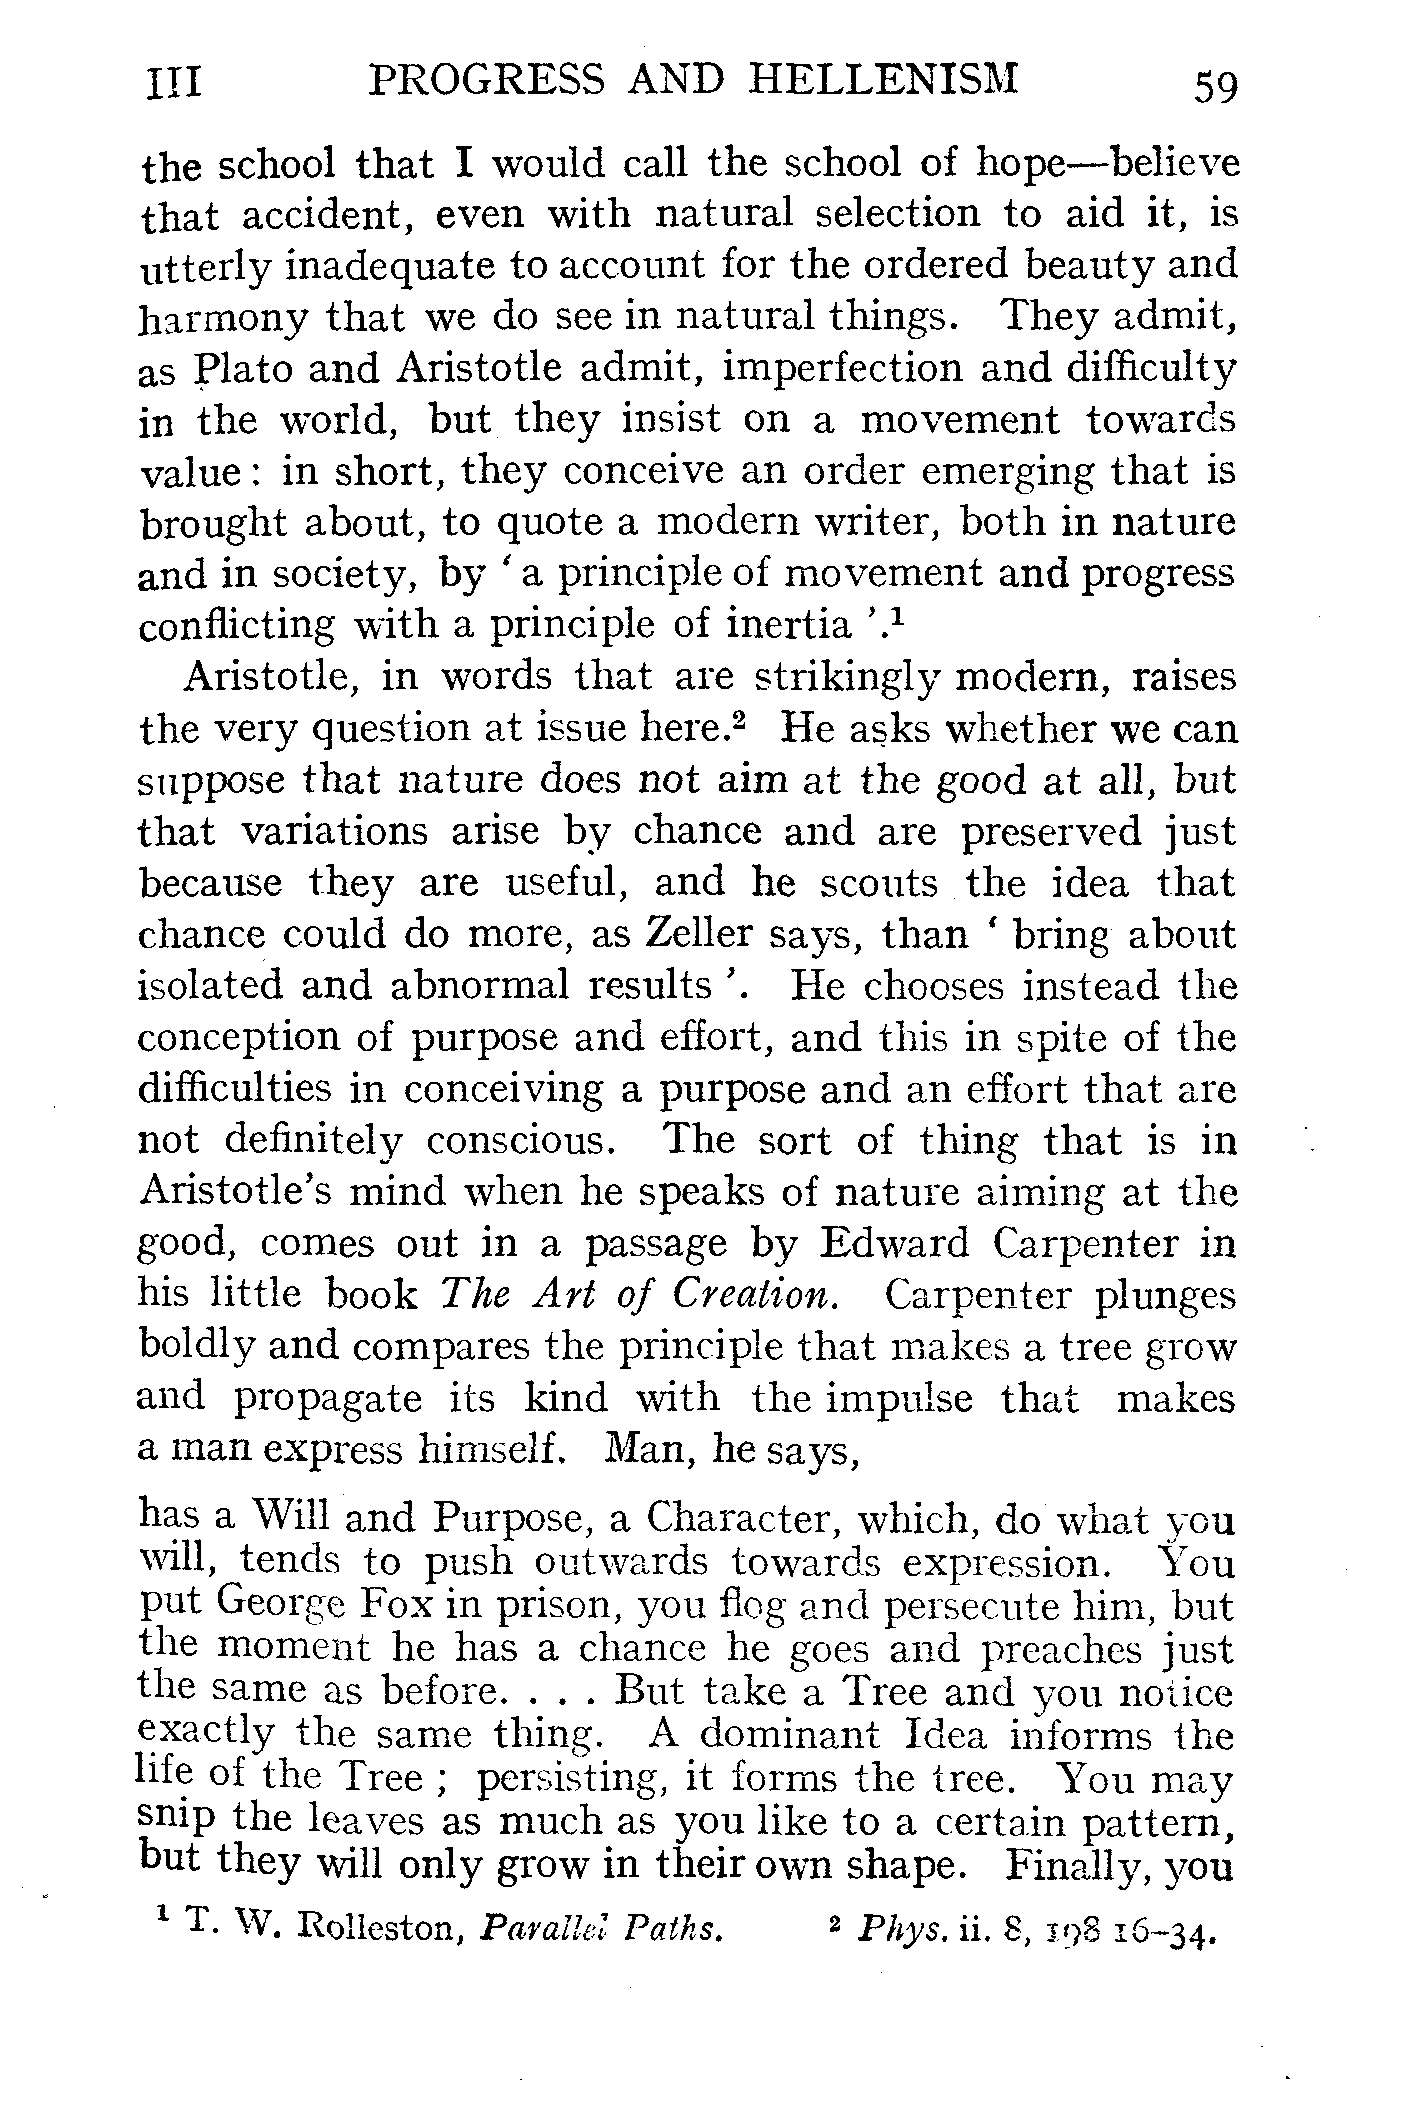 III PROGRESS AND HELLENISM 59
the school that I would call the school of hope—believe
that accident, even with natural selection to aid it, is
utterly inadequate to account for the ordered beauty and
harmony that we do see in natural things. They admit,
as Plato and Aristotle admit, imperfection and difficulty
in the world, but they insist on a movement towards
value : in short, they conceive an order emerging that is
brought about, to quote a modern writer, both in nature
and in society, by ‘ a principle of movement and progress
conflicting with a principle of inertia ’.¹
Aristotle, in words that are strikingly modern, raises
the very question at issue here.² He asks whether we can
suppose that nature does not aim at the good at all, but
that variations arise by chance and are preserved just
because they are useful, and he scouts the idea that
chance could do more, as Zeller says, than ‘ bring about
isolated and abnormal results ’. He chooses instead the
conception of purpose and effort, and this in spite of the
difficulties in conceiving a purpose and an effort that are
not definitely conscious. The sort of thing that is in
Aristotle’s mind when he speaks of nature aiming at the
good, comes out in a passage by Edward Carpenter in
his little book The Art of Creation. Carpenter plunges
boldly and compares the principle that makes a tree grow
and propagate its kind with the impulse that makes
a man express himself. Man, he says,
has a Will and Purpose, a Character, which, do what you
will, tends to push outwards towards expression. You
put George Fox in prison, you flog and persecute him, but
the moment he has a chance he goes and preaches just
the same as before. . . . But take a Tree and you notice
exactly the same thing. A dominant Idea informs the
life of the Tree ; persisting, it forms the tree. You may
snip the leaves as much as you like to a certain pattern,
but they will only grow in their own shape. Finally, you
¹ T. W. Rolleston, Parallel Paths. ² Phys. ii. 8, 198 16–34.